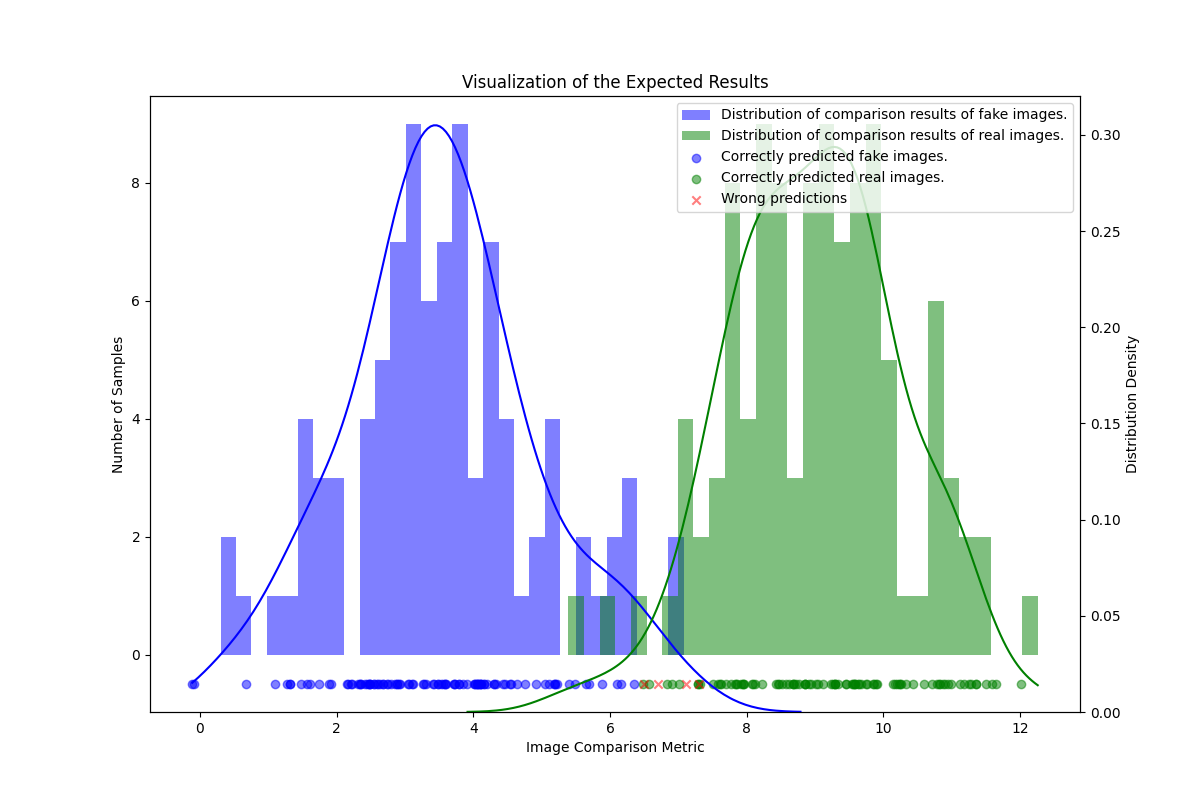 Visualization of the Expected Results
Distribution of comparison results of fake images.
Distribution of comparison results of real images.
Correctly predicted fake images.
Correctly predicted real images.
Wrong predictions
Number of Samples
8
6
4
2
0
0.30
0.25
0.20
0.15
0.10
0.05
0.00
Distribution Density
0 2 4 6 8 10 12
Image Comparison Metric